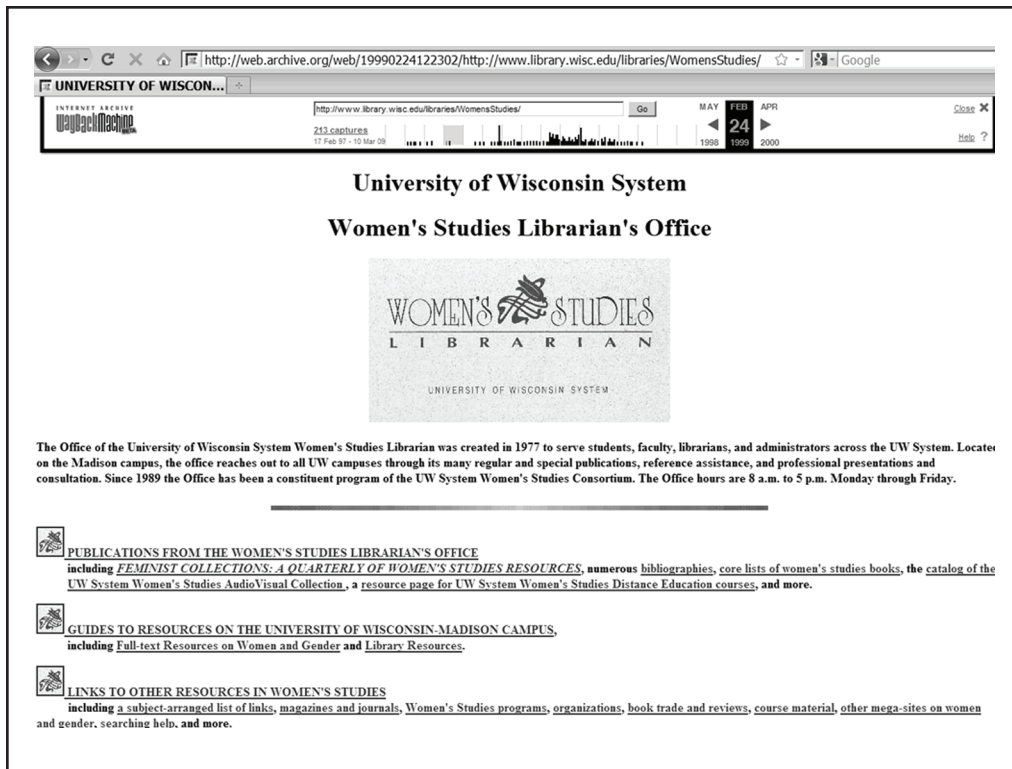 http://web.archive.org/web/19990224122302/http://www.library.wisc.edu/libraries/WomensStudies/
Google
UNIVERSITY OF WISCON...
INTERNET ARCHIVE
WayBackMachine BETA
http://www.library.wisc.edu/libraries/WomensStudies/
Go
213 captures
17 Feb 97 - 10 Mar 09
MAY FEB APR
24
1998 1999 2000
Close
Help ?
University of Wisconsin System
Women's Studies Librarian's Office
WOMEN'S STUDIES
LIBRARIAN
UNIVERSITY OF WISCONSIN SYSTEM
The Office of the University of Wisconsin System Women's Studies Librarian was created in 1977 to serve students, faculty, librarians, and administrators across the UW System. Locate
on the Madison campus, the office reaches out to all UW campuses through its many regular and special publications, reference assistance, and professional presentations and
consultation. Since 1989 the Office has been a constituent program of the UW System Women's Studies Consortium. The Office hours are 8 a.m. to 5 p.m. Monday through Friday.
PUBLICATIONS FROM THE WOMEN'S STUDIES LIBRARIAN'S OFFICE
including FEMINIST COLLECTIONS: A QUARTERLY OF WOMEN'S STUDIES RESOURCES, numerous bibliographies, core lists of women's studies books, the catalog of the
UW System Women's Studies AudioVisual Collection , a resource page for UW System Women's Studies Distance Education courses, and more.
GUIDES TO RESOURCES ON THE UNIVERSITY OF WISCONSIN-MADISON CAMPUS,
including Full-text Resources on Women and Gender and Library Resources.
LINKS TO OTHER RESOURCES IN WOMEN'S STUDIES
including a subject-arranged list of links, magazines and journals, Women's Studies programs, organizations, book trade and reviews, course material, other mega-sites on women
and gender, searching help, and more.